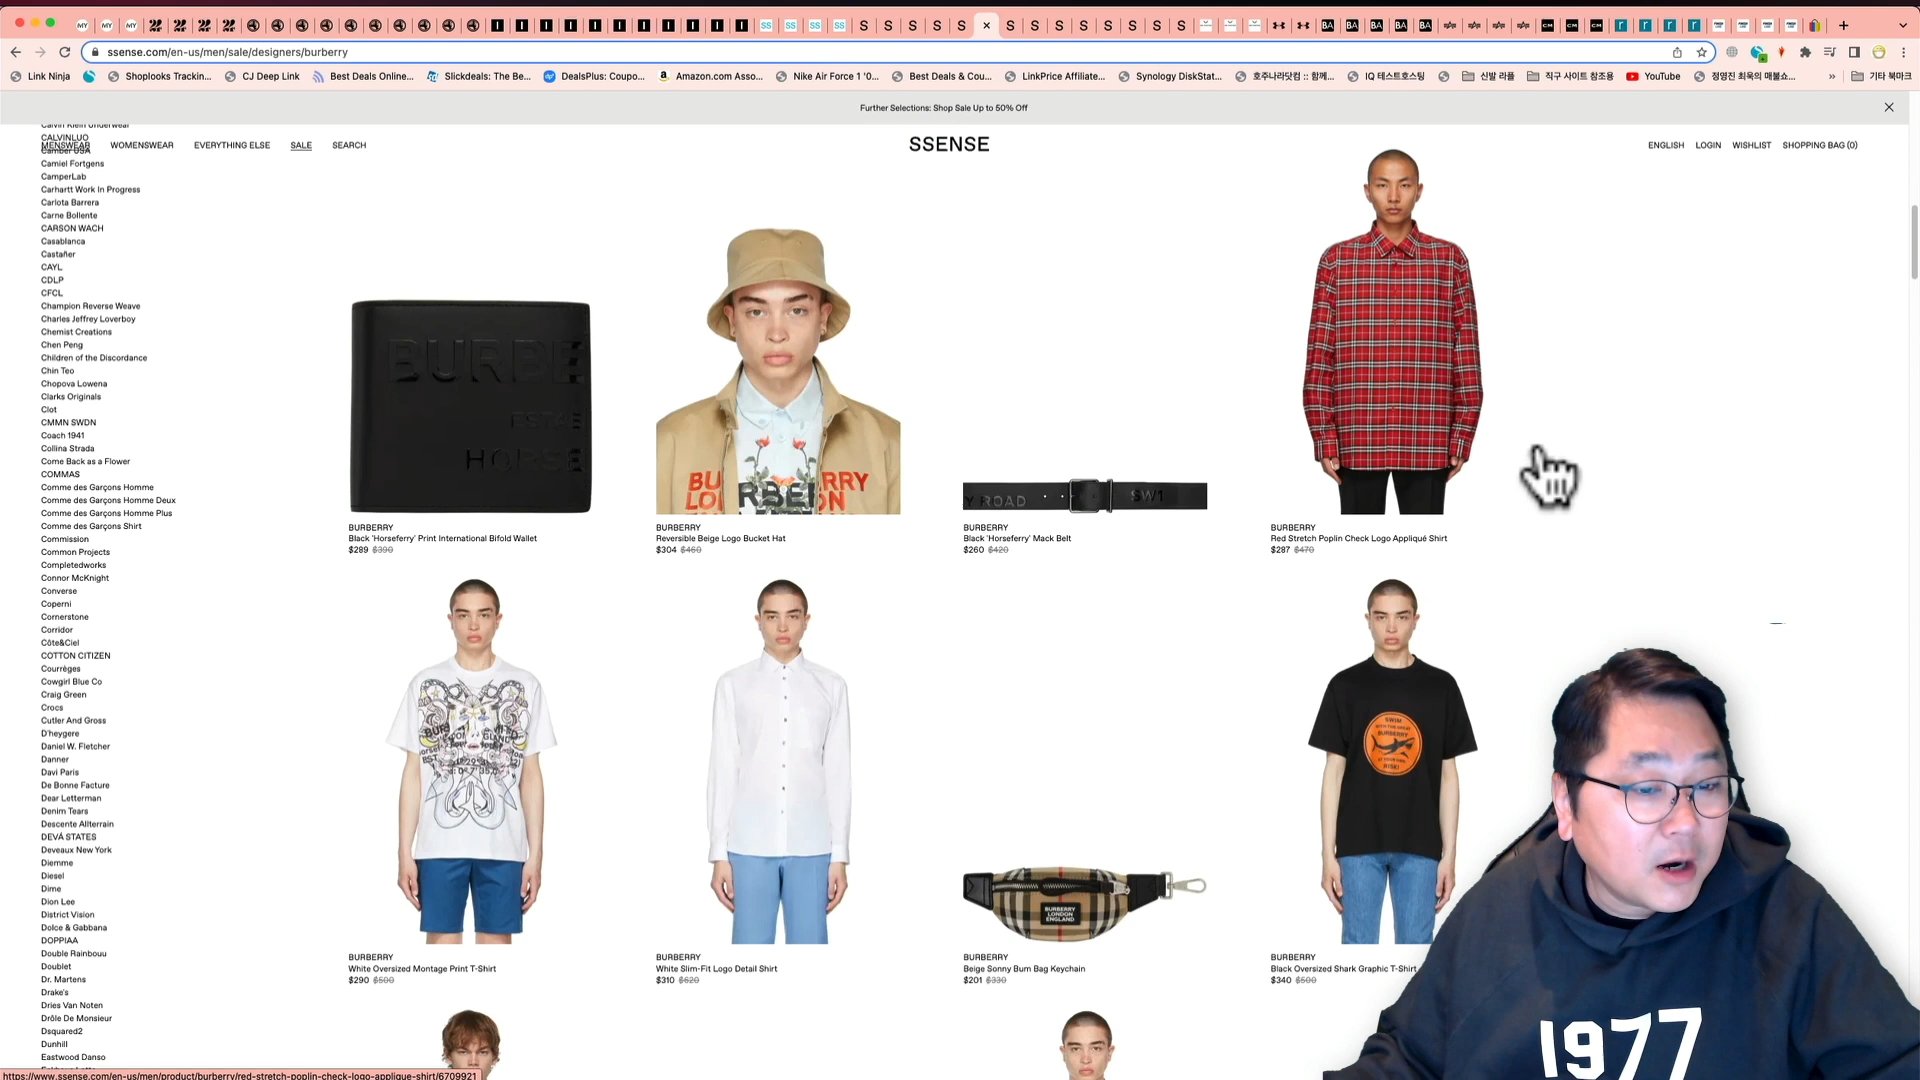 ssense.com/en-us/men/sale/designers/burberry
Link Ninja
Shoplooks Trackin...
CJ Deep Link
Best Deals Online...
Slickdeals: The Be...
DealsPlus: Coupo...
Amazon.com Asso...
Nike Air Force 1 '0...
Best Deals & Cou...
LinkPrice Affiliate...
Synology DiskStat...
호주나라닷컴 :: 함께...
IQ 테스트호스팅
신발 라플
직구 사이트 참조용
YouTube
정영진 최욱의 매불쇼...
»
기타 북마크
Further Selections: Shop Sale Up to 50% Off
MENSWEAR
WOMENSWEAR
EVERYTHING ELSE
SALE
SEARCH
SSENSE
ENGLISH
LOGIN
WISHLIST
SHOPPING BAG (0)
Calvin Klein Underwear
CALVINLUO
Camber USA
Camiel Fortgens
CamperLab
Carhartt Work In Progress
Carlota Barrera
Carne Bollente
CARSON WACH
Casablanca
Castañer
CAYL
CDLP
CFCL
Champion Reverse Weave
Charles Jeffrey Loverboy
Chemist Creations
Chen Peng
Children of the Discordance
Chin Teo
Chopova Lowena
Clarks Originals
Clot
CMMN SWDN
Coach 1941
Collina Strada
Come Back as a Flower
COMMAS
Comme des Garçons Homme
Comme des Garçons Homme Deux
Comme des Garçons Homme Plus
Comme des Garçons Shirt
Commission
Common Projects
Completedworks
Connor McKnight
Converse
Coperni
Cornerstone
Corridor
Côte&Ciel
COTTON CITIZEN
Courrèges
Cowgirl Blue Co
Craig Green
Crocs
Cutler And Gross
D'heygere
Daniel W. Fletcher
Danner
Davi Paris
De Bonne Facture
Dear Letterman
Denim Tears
Descente Allterrain
DEVÁ STATES
Deveaux New York
Diemme
Diesel
Dime
Dion Lee
District Vision
Dolce & Gabbana
DOPPIAA
Double Rainbouu
Doublet
Dr. Martens
Drake's
Dries Van Noten
Drôle De Monsieur
Dsquared2
Dunhill
Eastwood Danso
BURBE
HORSE
BU RRY
LO RBE ON
Y ROAD
SW1
BURBERRY
Black 'Horseferry' Print International Bifold Wallet
$289 $390
BURBERRY
Reversible Beige Logo Bucket Hat
$304 $460
BURBERRY
Black 'Horseferry' Mack Belt
$260 $420
BURBERRY
Red Stretch Poplin Check Logo Appliqué Shirt
$287 $470
SWIM
BURBERRY
RISK!
BURBERRY
LONDON
ENGLAND
BURBERRY
White Oversized Montage Print T-Shirt
$290 $500
BURBERRY
White Slim-Fit Logo Detail Shirt
$310 $620
BURBERRY
Beige Sonny Bum Bag Keychain
$201 $330
BURBERRY
Black Oversized Shark Graphic T-Shirt
$340 $500
1977
https://www.ssense.com/en-us/men/product/burberry/red-stretch-poplin-check-logo-applique-shirt/6709921